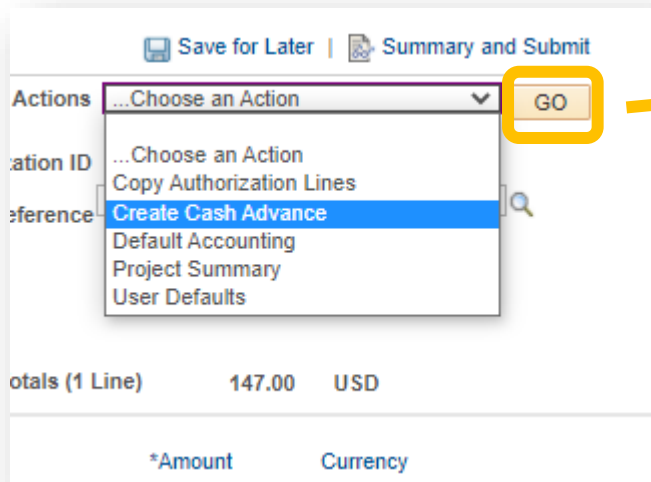 Save for Later | Summary and Submit
Actions ...Choose an Action GO
...Choose an Action
ation ID
Copy Authorization Lines
eference Create Cash Advance
Default Accounting
Project Summary
User Defaults
otals (1 Line) 147.00 USD
*Amount Currency